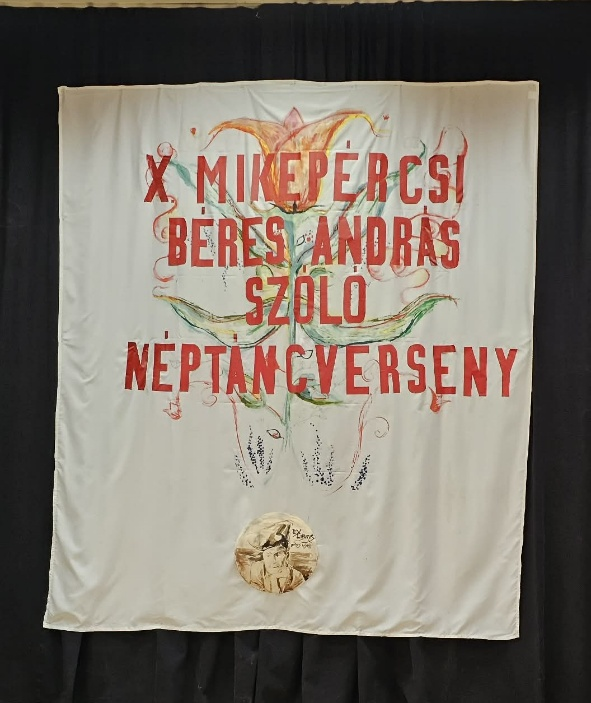 X MIKEPÉRCSI
BÉRES ANDRÁS
SZÓLÓ
NÉPTÁNCVERSENY